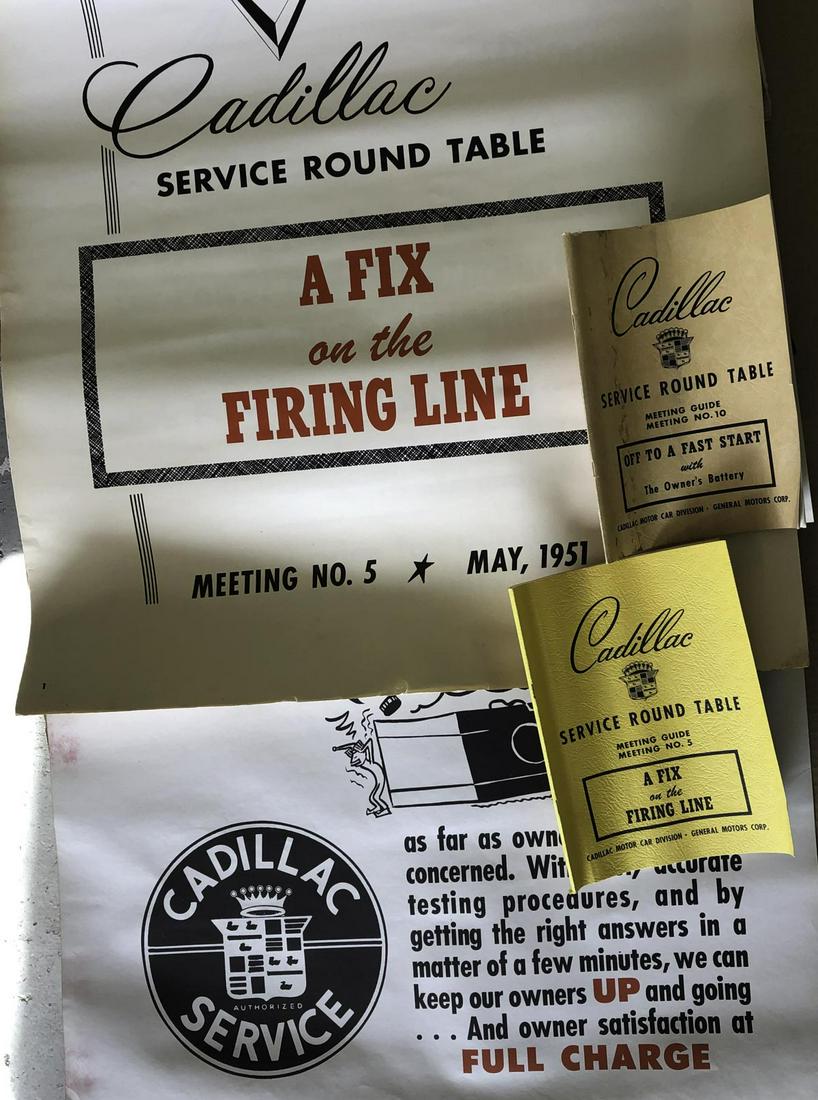 Cadillac
SERVICE ROUND TABLE
A FIX
on the
FIRING LINE
MEETING NO. 5 ★ MAY, 1951
1
Cadillac
SERVICE ROUND TABLE
MEETING GUIDE
MEETING NO. 10
OFF TO A FAST START
with
The Owner's Battery
CADILLAC MOTOR CAR DIVISION · GENERAL MOTORS CORP.
Cadillac
SERVICE ROUND TABLE
MEETING GUIDE
MEETING NO. 5
A FIX
on the
FIRING LINE
CADILLAC MOTOR CAR DIVISION · GENERAL MOTORS CORP.
CADILLAC
AUTHORIZED
SERVICE
as far as
concerned. accurate
testing procedures, and by
getting the right answers in a
matter of a few minutes, we can
keep our owners UP and going
. . . And owner satisfaction at
FULL CHARGE